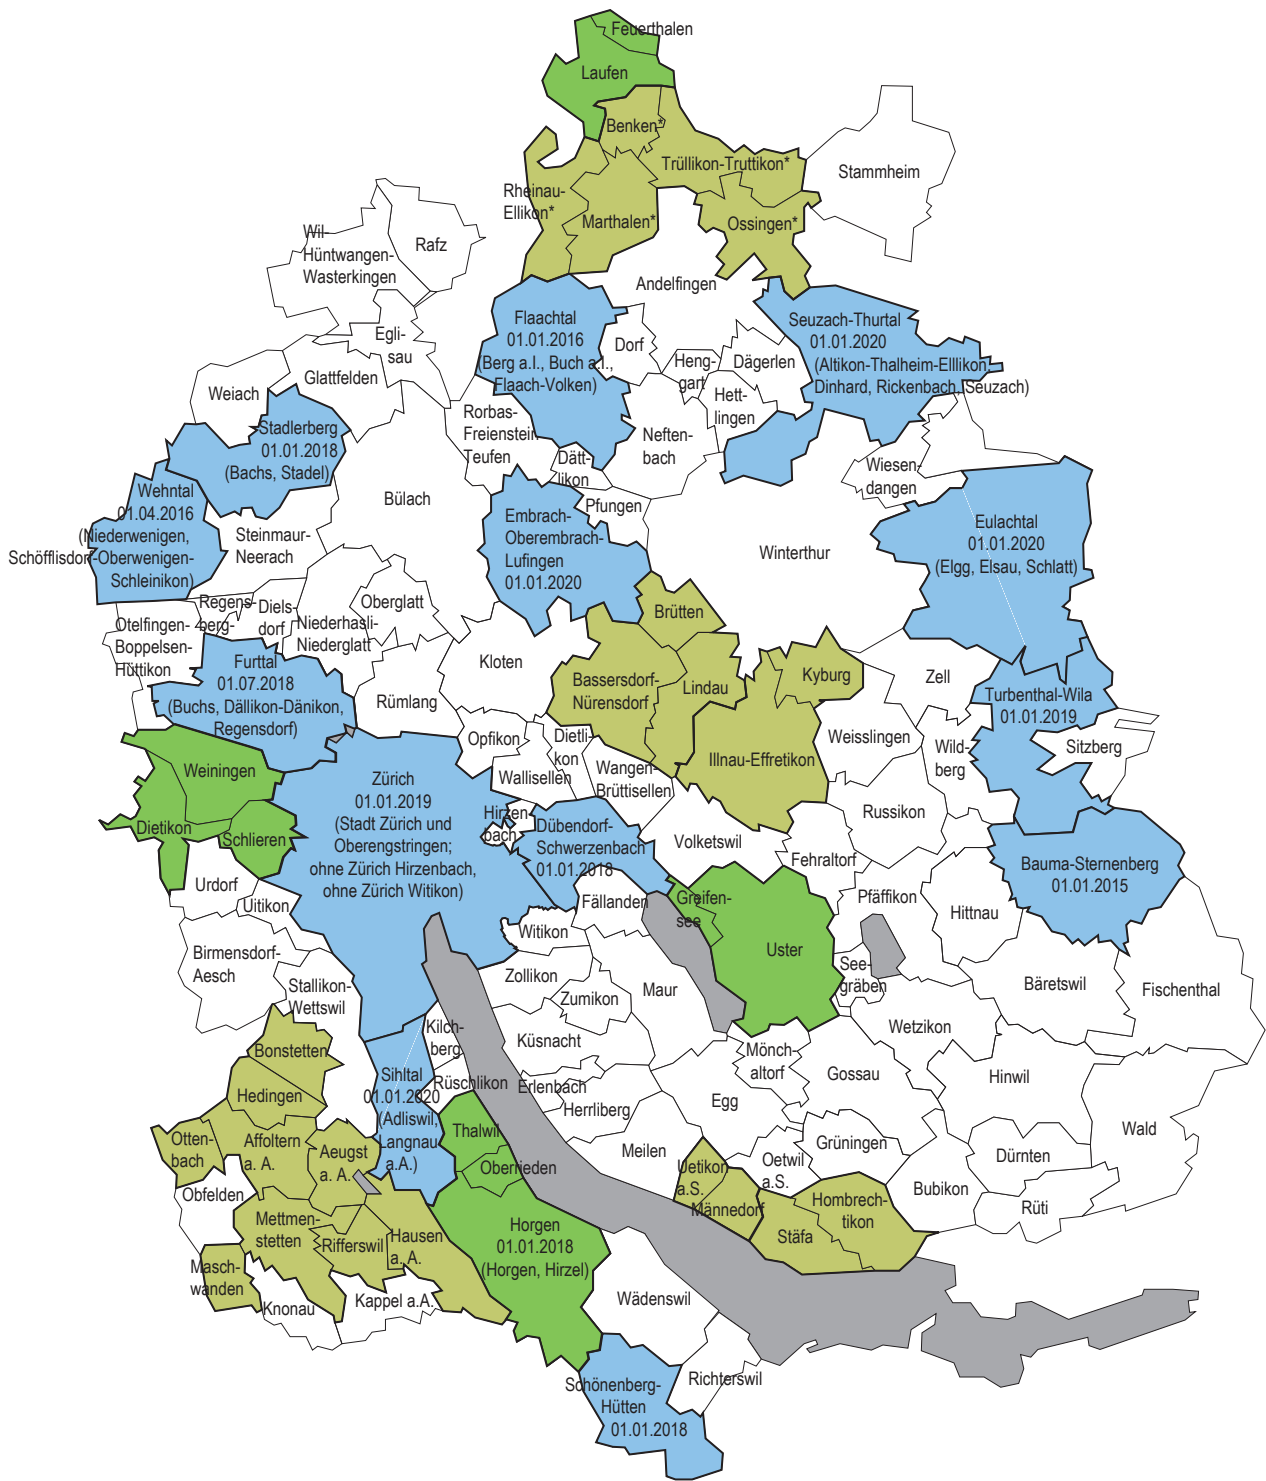 Feuerthalen
Laufen
Benken*
Trüllikon-Truttikon*
Stammheim
Rheinau-
Ellikon*
Marthalen*
Ossingen*
Wil-
Hüntwangen-
Wasterkingen
Rafz
Andelfingen
Flaachtal
01.01.2016
(Berg a.I., Buch a.I.,
Flaach-Volken)
Seuzach-Thurtal
01.01.2020
(Altikon-Thalheim-Elllikon,
Dinhard, Rickenbach, Seuzach)
Egli-
sau
Dorf
Heng-
gart
Dägerlen
Hett-
lingen
Glattfelden
Weiach
Rorbas-
Freienstein-
Teufen
Neften-
bach
Stadlerberg
01.01.2018
(Bachs, Stadel)
Dätt-
likon
Wiesen-
dangen
Wehntal
01.04.2016
(Niederwenigen,
Schöfflisdorf-Oberwenigen-
Schleinikon)
Bülach
Pfungen
Embrach-
Oberembrach-
Lufingen
01.01.2020
Steinmaur-
Neerach
Winterthur
Eulachtal
01.01.2020
(Elgg, Elsau, Schlatt)
Regens-
berg-
Diels-
dorf
Oberglatt
Niederhasli-
Niederglatt
Otelfingen-
Boppelsen-
Hüttikon
Brütten
Furttal
01.07.2018
(Buchs, Dällikon-Dänikon,
Regensdorf)
Kloten
Rümlang
Bassersdorf-
Nürensdorf
Lindau
Kyburg
Zell
Turbenthal-Wila
01.01.2019
Opfikon
Dietli-
kon
Wallisellen
Wangen-
Brüttisellen
Illnau-Effretikon
Weisslingen
Wild-
berg
Sitzberg
Weiningen
Dietikon
Schlieren
Zürich
01.01.2019
(Stadt Zürich und
Oberengstringen;
ohne Zürich Hirzenbach,
ohne Zürich Witikon)
Hirzen-
bach
Dübendorf-
Schwerzenbach
01.01.2018
Volketswil
Russikon
Fehraltorf
Bauma-Sternenberg
01.01.2015
Urdorf
Uitikon
Fällanden
Greifen-
see
Pfäffikon
Hittnau
Witikon
Uster
Birmensdorf-
Aesch
Stallikon-
Wettswil
Zollikon
Zumikon
Maur
See-
gräben
Bäretswil
Fischenthal
Kilch-
berg
Küsnacht
Wetzikon
Bonstetten
Mönch-
altorf
Gossau
Hinwil
Sihltal
01.01.2020
(Adliswil,
Langnau
a.A.)
Rüschlikon
Erlenbach
Herrliberg
Hedingen
Egg
Thalwil
Oberrieden
Meilen
Otten-
bach
Affoltern
a. A.
Aeugst
a. A.
Grüningen
Wald
Dürnten
Uetikon
a.S.
Oetwil
a.S.
Männedorf
Obfelden
Hombrech-
tikon
Bubikon
Rüti
Mettmen-
stetten
Rifferswil
Hausen
a. A.
Horgen
01.01.2018
(Horgen, Hirzel)
Stäfa
Masch-
wanden
Knonau
Kappel a.A.
Wädenswil
Richterswil
Schönenberg-
Hütten
01.01.2018